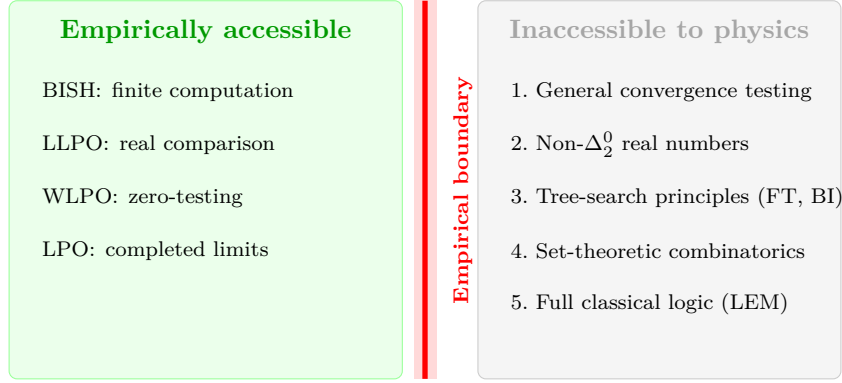 Empirically accessible
BISH: finite computation
LLPO: real comparison
WLPO: zero-testing
LPO: completed limits
Empirical boundary
Inaccessible to physics
1. General convergence testing
2. Non-Δ⁰₂ real numbers
3. Tree-search principles (FT, BI)
4. Set-theoretic combinatorics
5. Full classical logic (LEM)